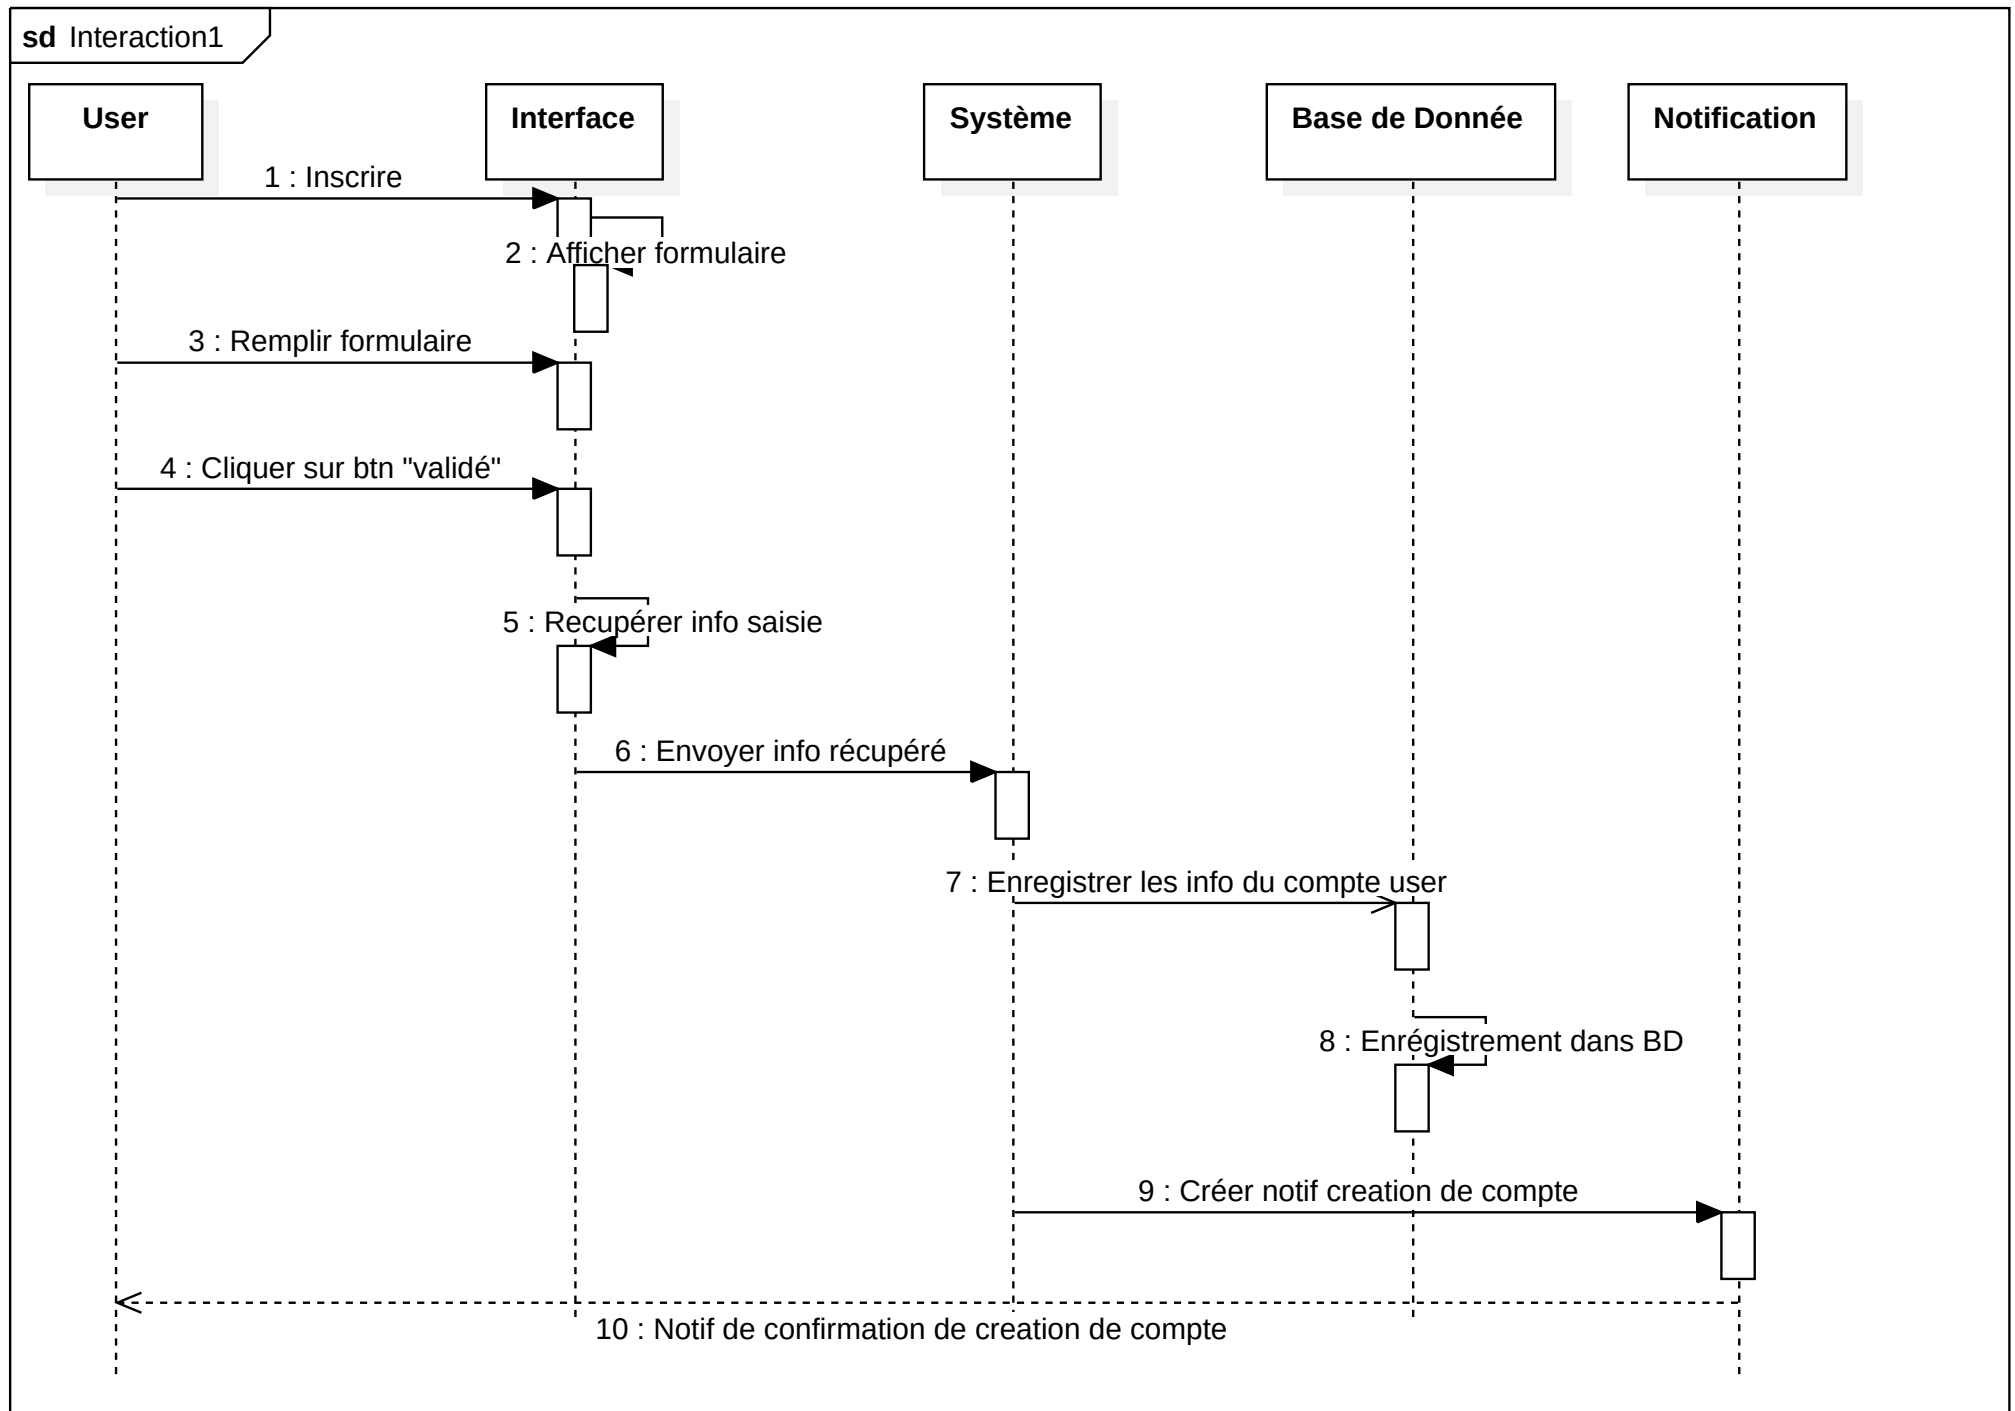 sd Interaction1
User
Interface
Système
Base de Donnée
Notification
1 : Inscrire
2 : Afficher formulaire
3 : Remplir formulaire
4 : Cliquer sur btn "validé"
5 : Recupérer info saisie
6 : Envoyer info récupéré
7 : Enregistrer les info du compte user
8 : Enrégistrement dans BD
9 : Créer notif creation de compte
10 : Notif de confirmation de creation de compte